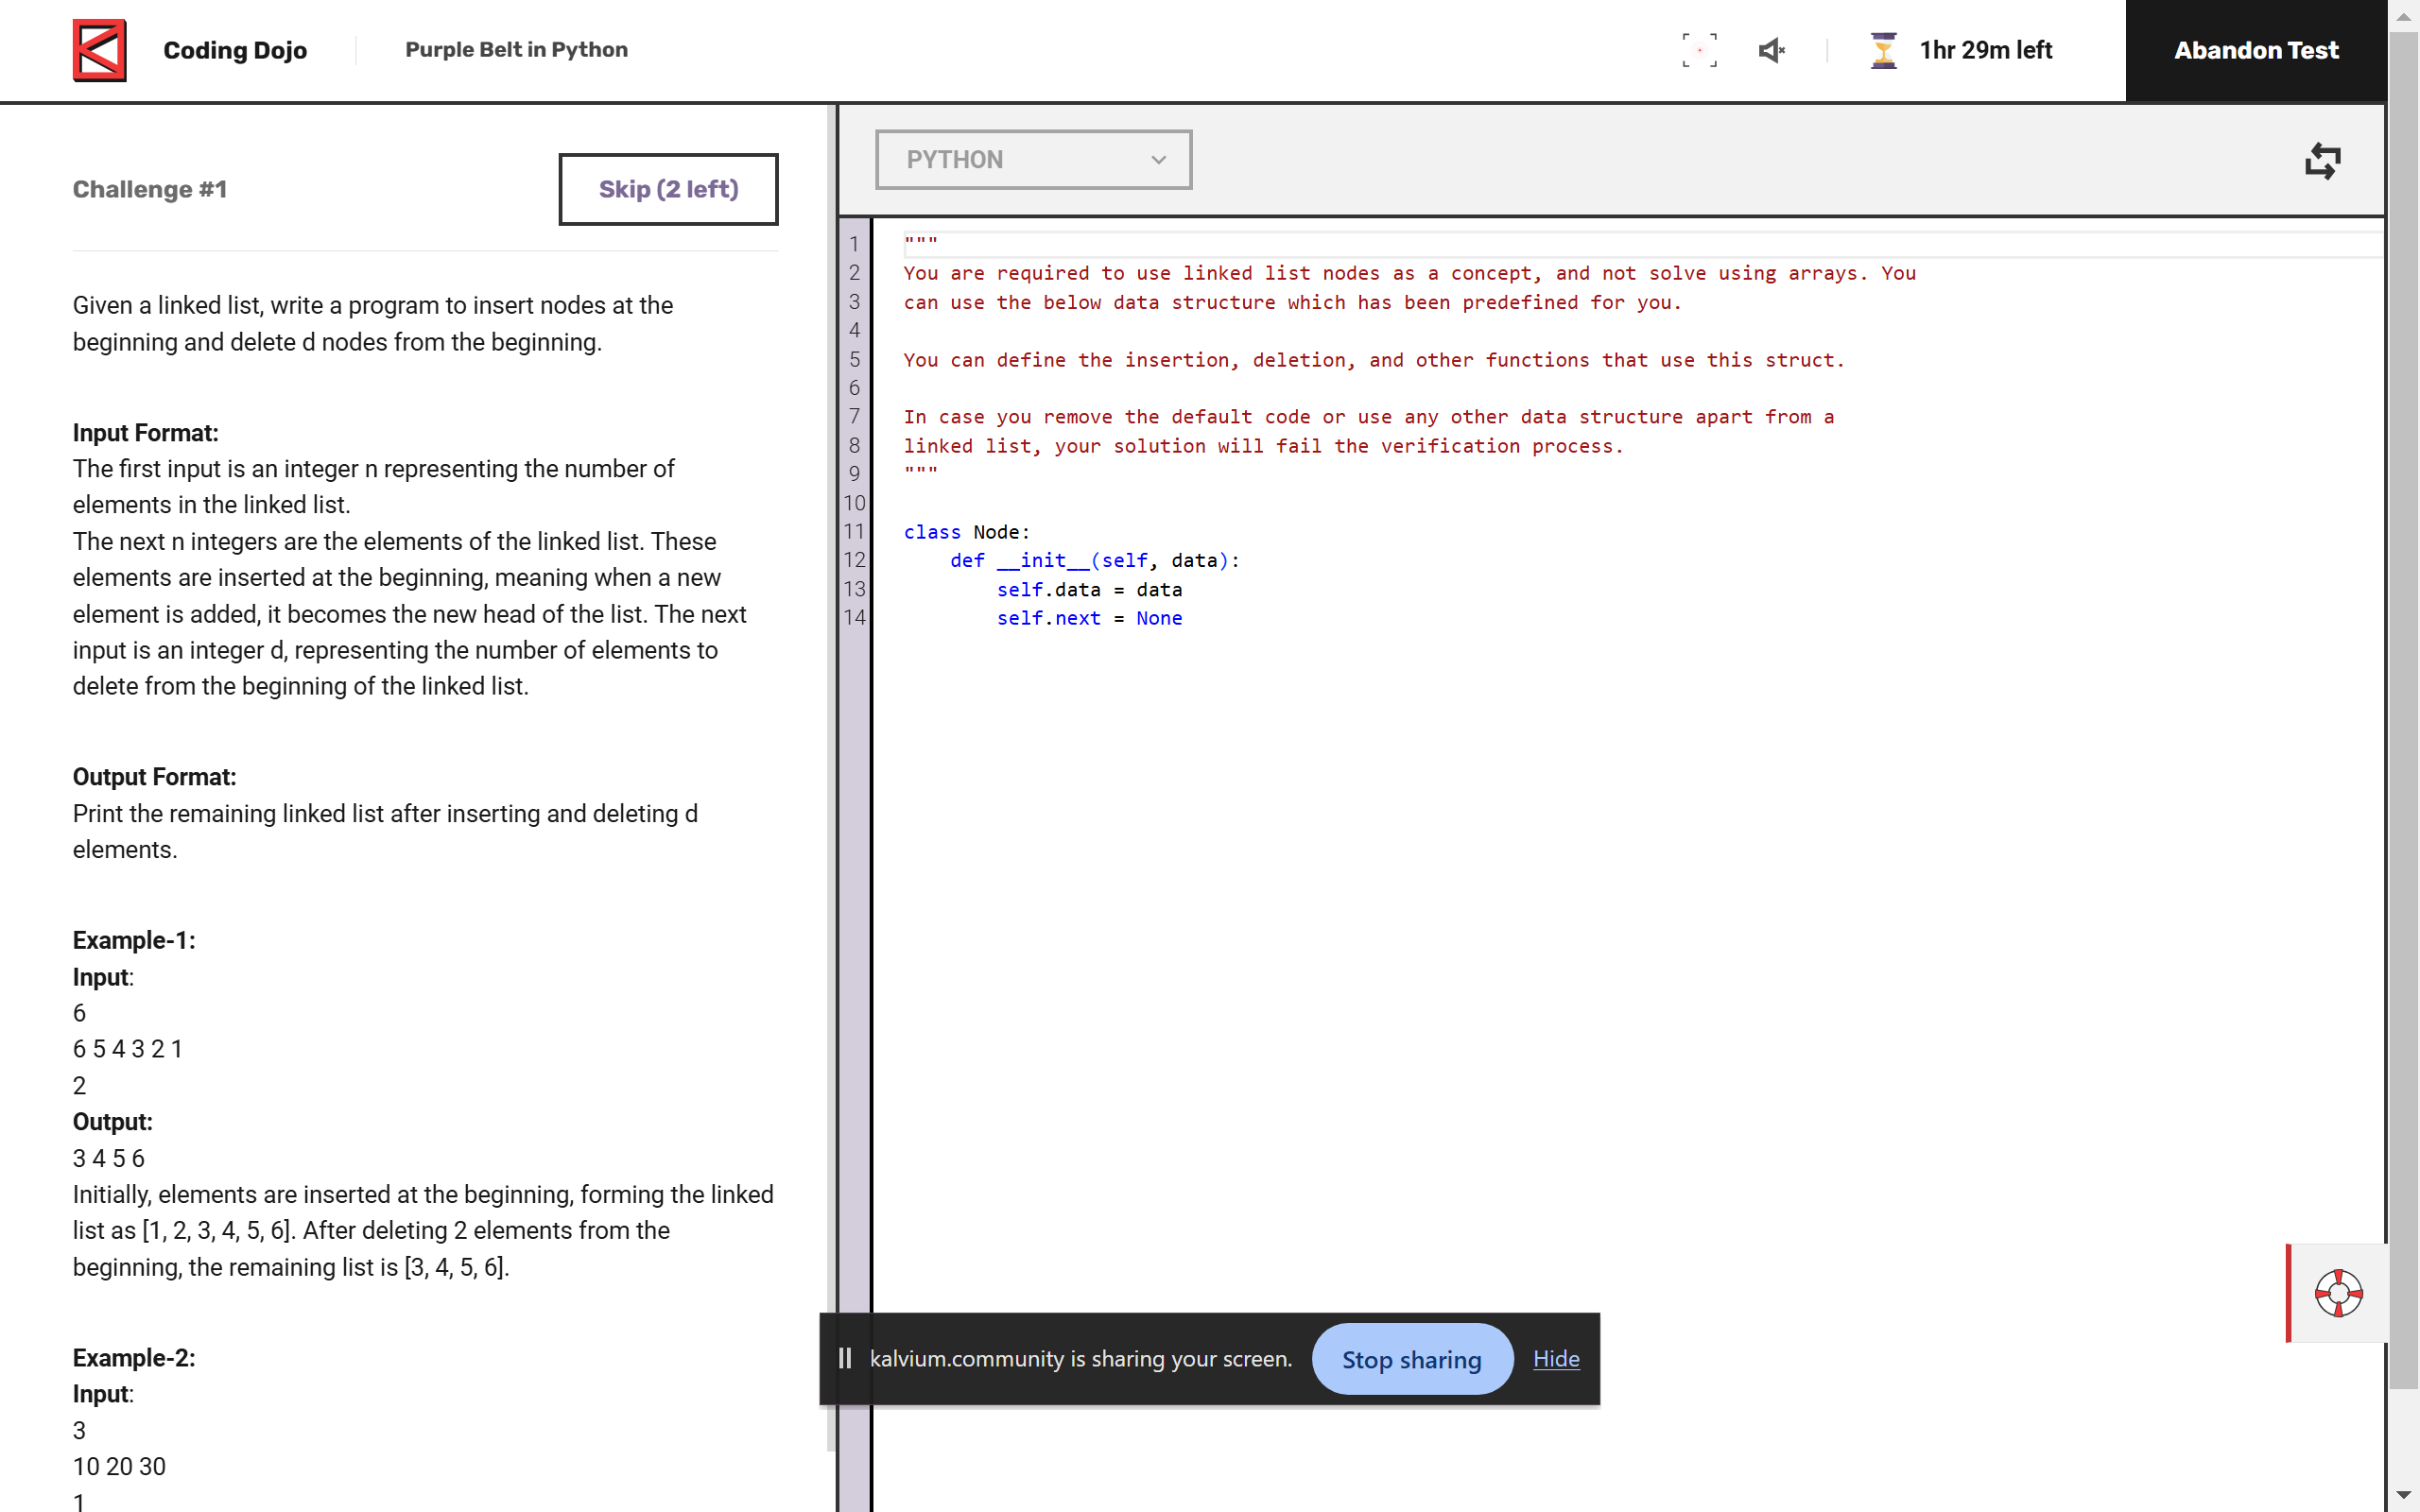 Coding Dojo
Purple Belt in Python
1hr 29m left
Abandon Test
Challenge #1
Skip (2 left)
Given a linked list, write a program to insert nodes at the
beginning and delete d nodes from the beginning.
Input Format:
The first input is an integer n representing the number of
elements in the linked list.
The next n integers are the elements of the linked list. These
elements are inserted at the beginning, meaning when a new
element is added, it becomes the new head of the list. The next
input is an integer d, representing the number of elements to
delete from the beginning of the linked list.
Output Format:
Print the remaining linked list after inserting and deleting d
elements.
Example-1:
Input:
6
6 5 4 3 2 1
2
Output:
3 4 5 6
Initially, elements are inserted at the beginning, forming the linked
list as [1, 2, 3, 4, 5, 6]. After deleting 2 elements from the
beginning, the remaining list is [3, 4, 5, 6].
Example-2:
Input:
3
10 20 30
1
PYTHON
1 """
2 You are required to use linked list nodes as a concept, and not solve using arrays. You
3 can use the below data structure which has been predefined for you.
4
5 You can define the insertion, deletion, and other functions that use this struct.
6
7 In case you remove the default code or use any other data structure apart from a
8 linked list, your solution will fail the verification process.
9 """
10
11 class Node:
12     def __init__(self, data):
13         self.data = data
14         self.next = None
kalvium.community is sharing your screen.
Stop sharing
Hide